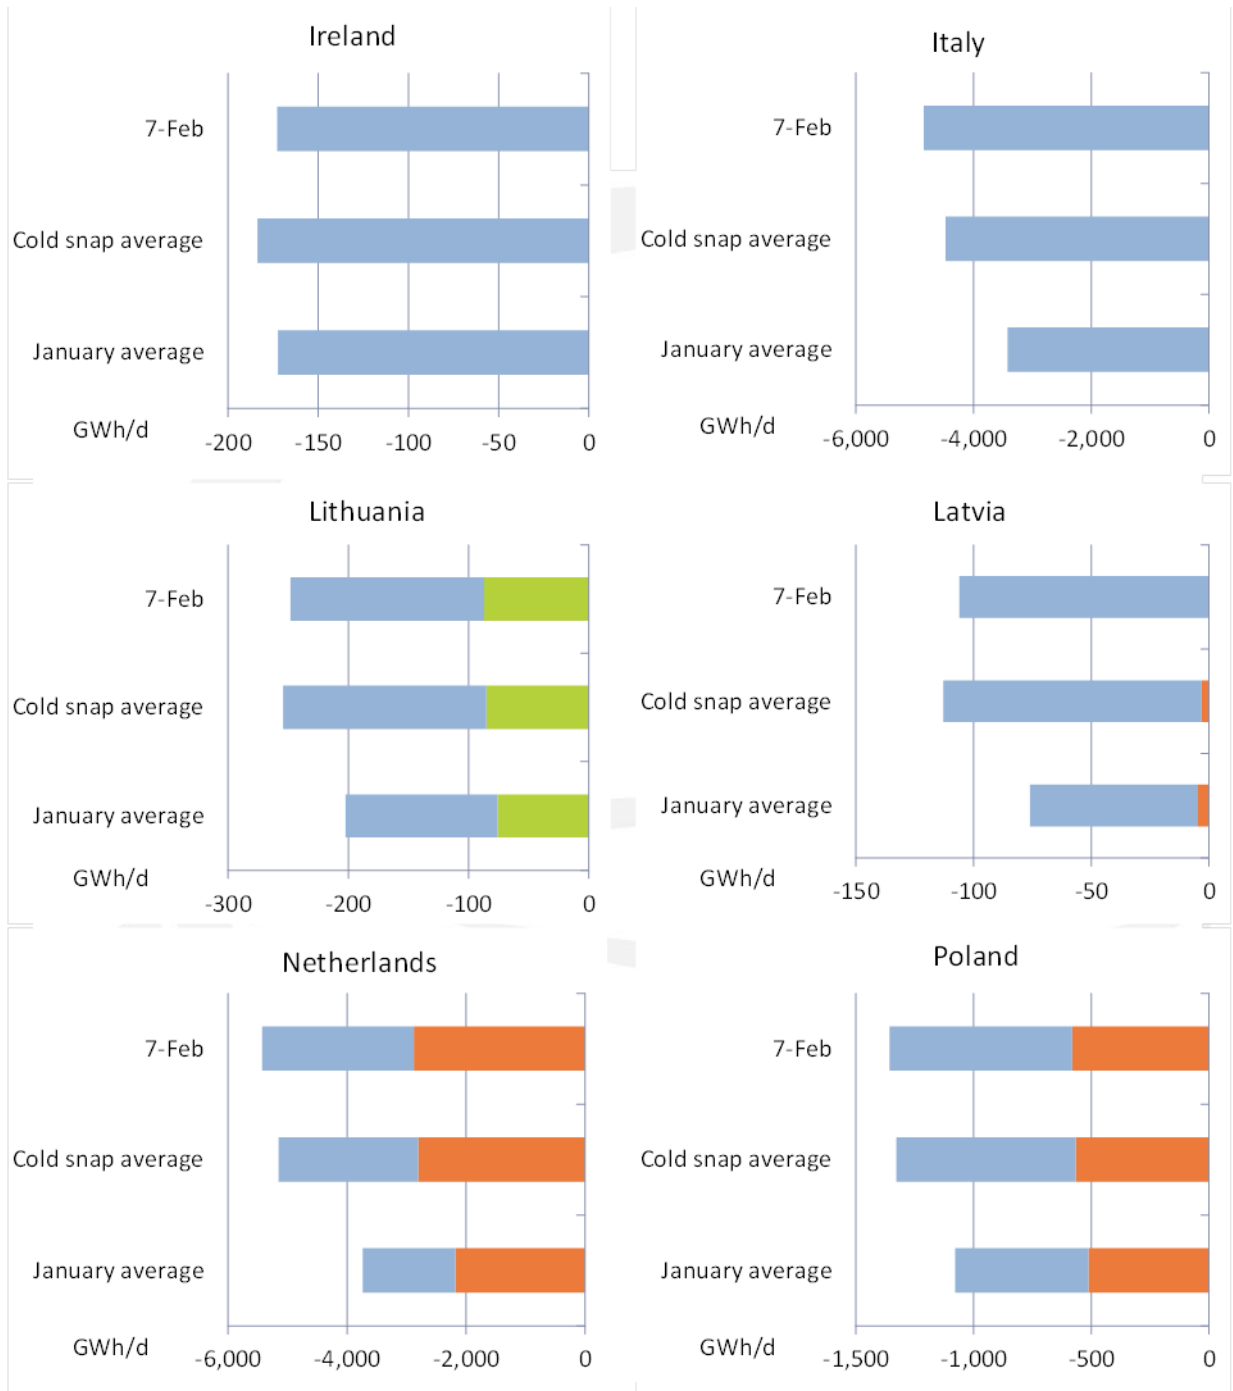 Ireland
7-Feb
Cold snap average
January average
GWh/d
-200 -150 -100 -50 0
Italy
7-Feb
Cold snap average
January average
GWh/d
-6,000 -4,000 -2,000 0
Lithuania
7-Feb
Cold snap average
January average
GWh/d
-300 -200 -100 0
Latvia
7-Feb
Cold snap average
January average
GWh/d
-150 -100 -50 0
Netherlands
7-Feb
Cold snap average
January average
GWh/d
-6,000 -4,000 -2,000 0
Poland
7-Feb
Cold snap average
January average
GWh/d
-1,500 -1,000 -500 0